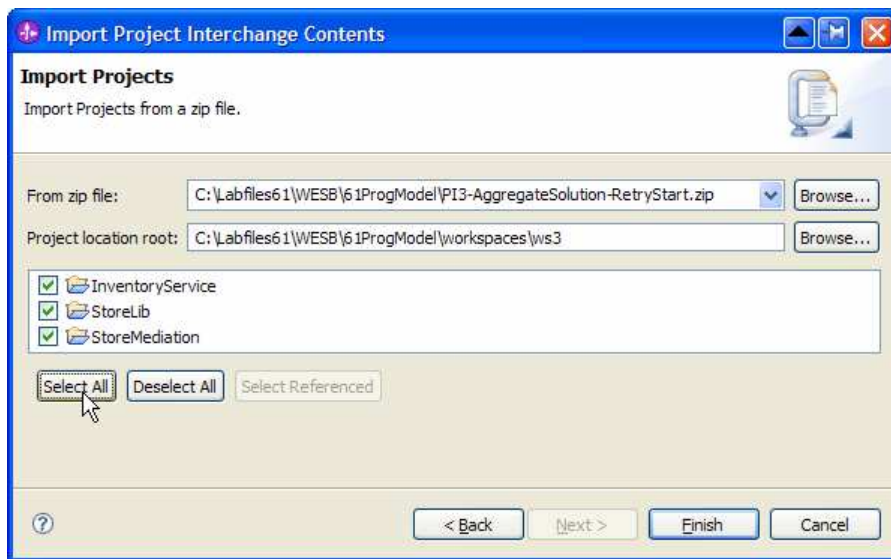 Import Project Interchange Contents
Import Projects
Import Projects from a zip file.
From zip file: C:\Labfiles61\WESB\61ProgModel\PI3-AggregateSolution-RetryStart.zip Browse...
Project location root: C:\Labfiles61\WESB\61ProgModel\workspaces\ws3 Browse...
InventoryService
StoreLib
StoreMediation
Select All Deselect All Select Referenced
? < Back Next > Finish Cancel